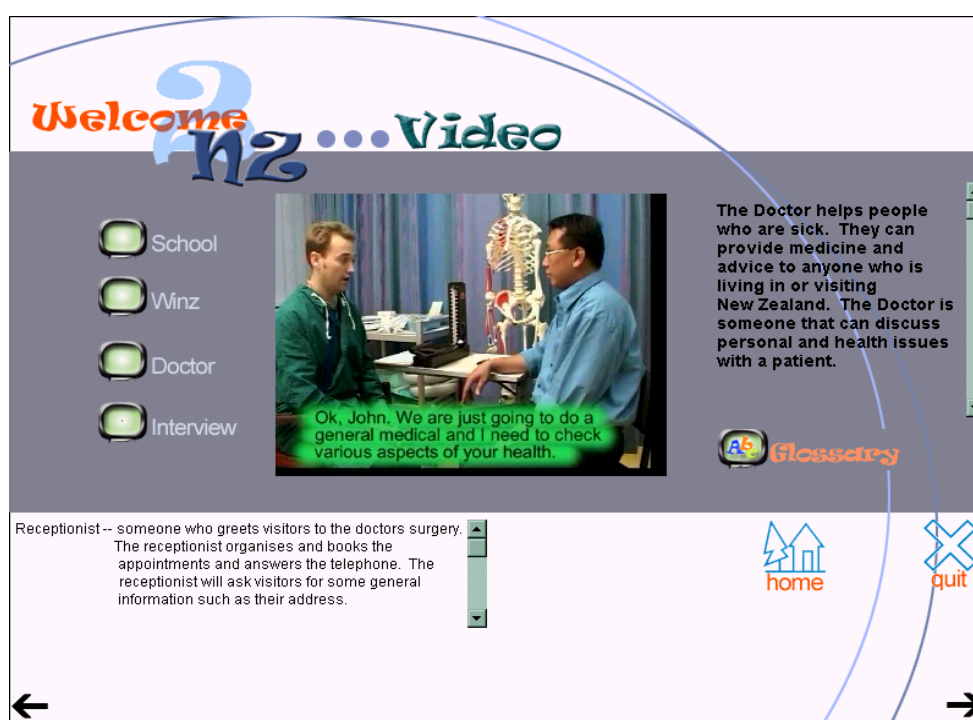 Welcome
2
nz
Video
School
Winz
Doctor
Interview
Ok, John. We are just going to do a
general medical and I need to check
various aspects of your health.
The Doctor helps people
who are sick. They can
provide medicine and
advice to anyone who is
living in or visiting
New Zealand. The Doctor is
someone that can discuss
personal and health issues
with a patient.
Abc Glossary
Receptionist -- someone who greets visitors to the doctors surgery.
The receptionist organises and books the
appointments and answers the telephone. The
receptionist will ask visitors for some general
information such as their address.
home
quit